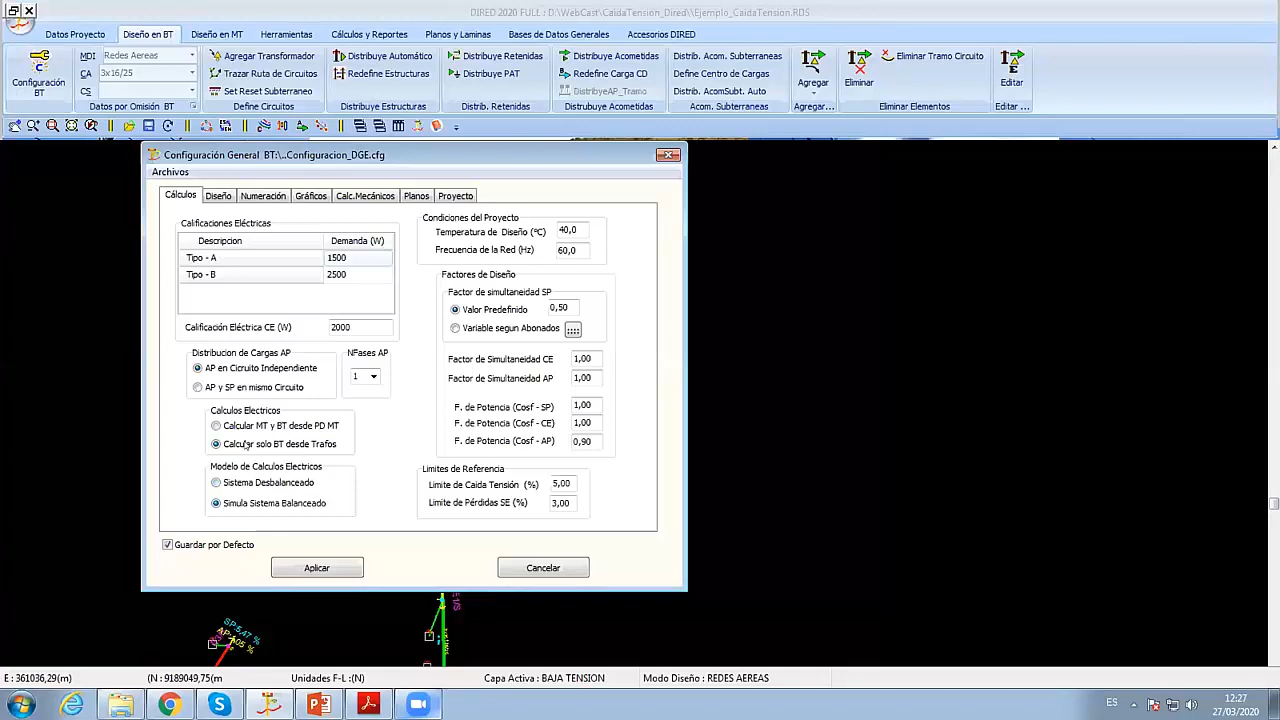 DIRED 2020 FULL : D:\WebCast\CaidaTensión_Dired\\Ejemplo_CaidaTension.RDS
Datos Proyecto Diseño en BT Diseño en MT Herramientas Cálculos y Reportes Planos y Laminas Bases de Datos Generales Accesorios DIRED
MDI Redes Aereas Agregar Transformador Distribuye Automático Distribuye Retenidas Distribuye Acometidas Distrib. Acom. Subterraneas Eliminar Tramo Circuito
CA 3x16/25 Trazar Ruta de Circuitos Redefine Estructuras Distribuye PAT Redefine Carga CD Define Centro de Cargas
Configuración BT Agregar Eliminar Editar
CS Set Reset Subterraneo DistribuyeAP_Tramo Distrib. AcomSubt. Auto
Datos por Omisión BT Define Circuitos Distribuye Estructuras Distrib. Retenidas Distrubuye Acometidas Acom. Subterraneas Agregar... Eliminar Elementos Editar ...
Configuración General BT:\..Configuracion_DGE.cfg
Archivos
Cálculos Diseño Numeración Gráficos Calc.Mecánicos Planos Proyecto
Calificaciones Eléctricas
Descripcion Demanda (W)
Tipo - A 1500
Tipo - B 2500
Calificación Eléctrica CE (W) 2000
Distribucion de Cargas AP
AP en Cicruito Independiente
AP y SP en mismo Circuito
NFases AP
1
Calculos Electricos
Calcular MT y BT desde PD MT
Calcular solo BT desde Trafos
Modelo de Calculos Electricos
Sistema Desbalanceado
Simula Sistema Balanceado
Condiciones del Proyecto
Temperatura de Diseño (ºC) 40,0
Frecuencia de la Red (Hz) 60,0
Factores de Diseño
Factor de simultaneidad SP
Valor Predefinido 0,50
Variable segun Abonados
Factor de Simultaneidad CE 1,00
Factor de Simultaneidad AP 1,00
F. de Potencia (Cosf - SP) 1,00
F. de Potencia (Cosf - CE) 1,00
F. de Potencia (Cosf - AP) 0,90
Limites de Referencia
Limite de Caida Tensión (%) 5,00
Limite de Pérdidas SE (%) 3,00
Guardar por Defecto
Aplicar Cancelar
SP:5,47 %
E : 361036,29(m) (N : 9189049,75(m Unidades F-L :(N) Capa Activa : BAJA TENSION Modo Diseño : REDES AEREAS
ES 12:27
27/03/2020